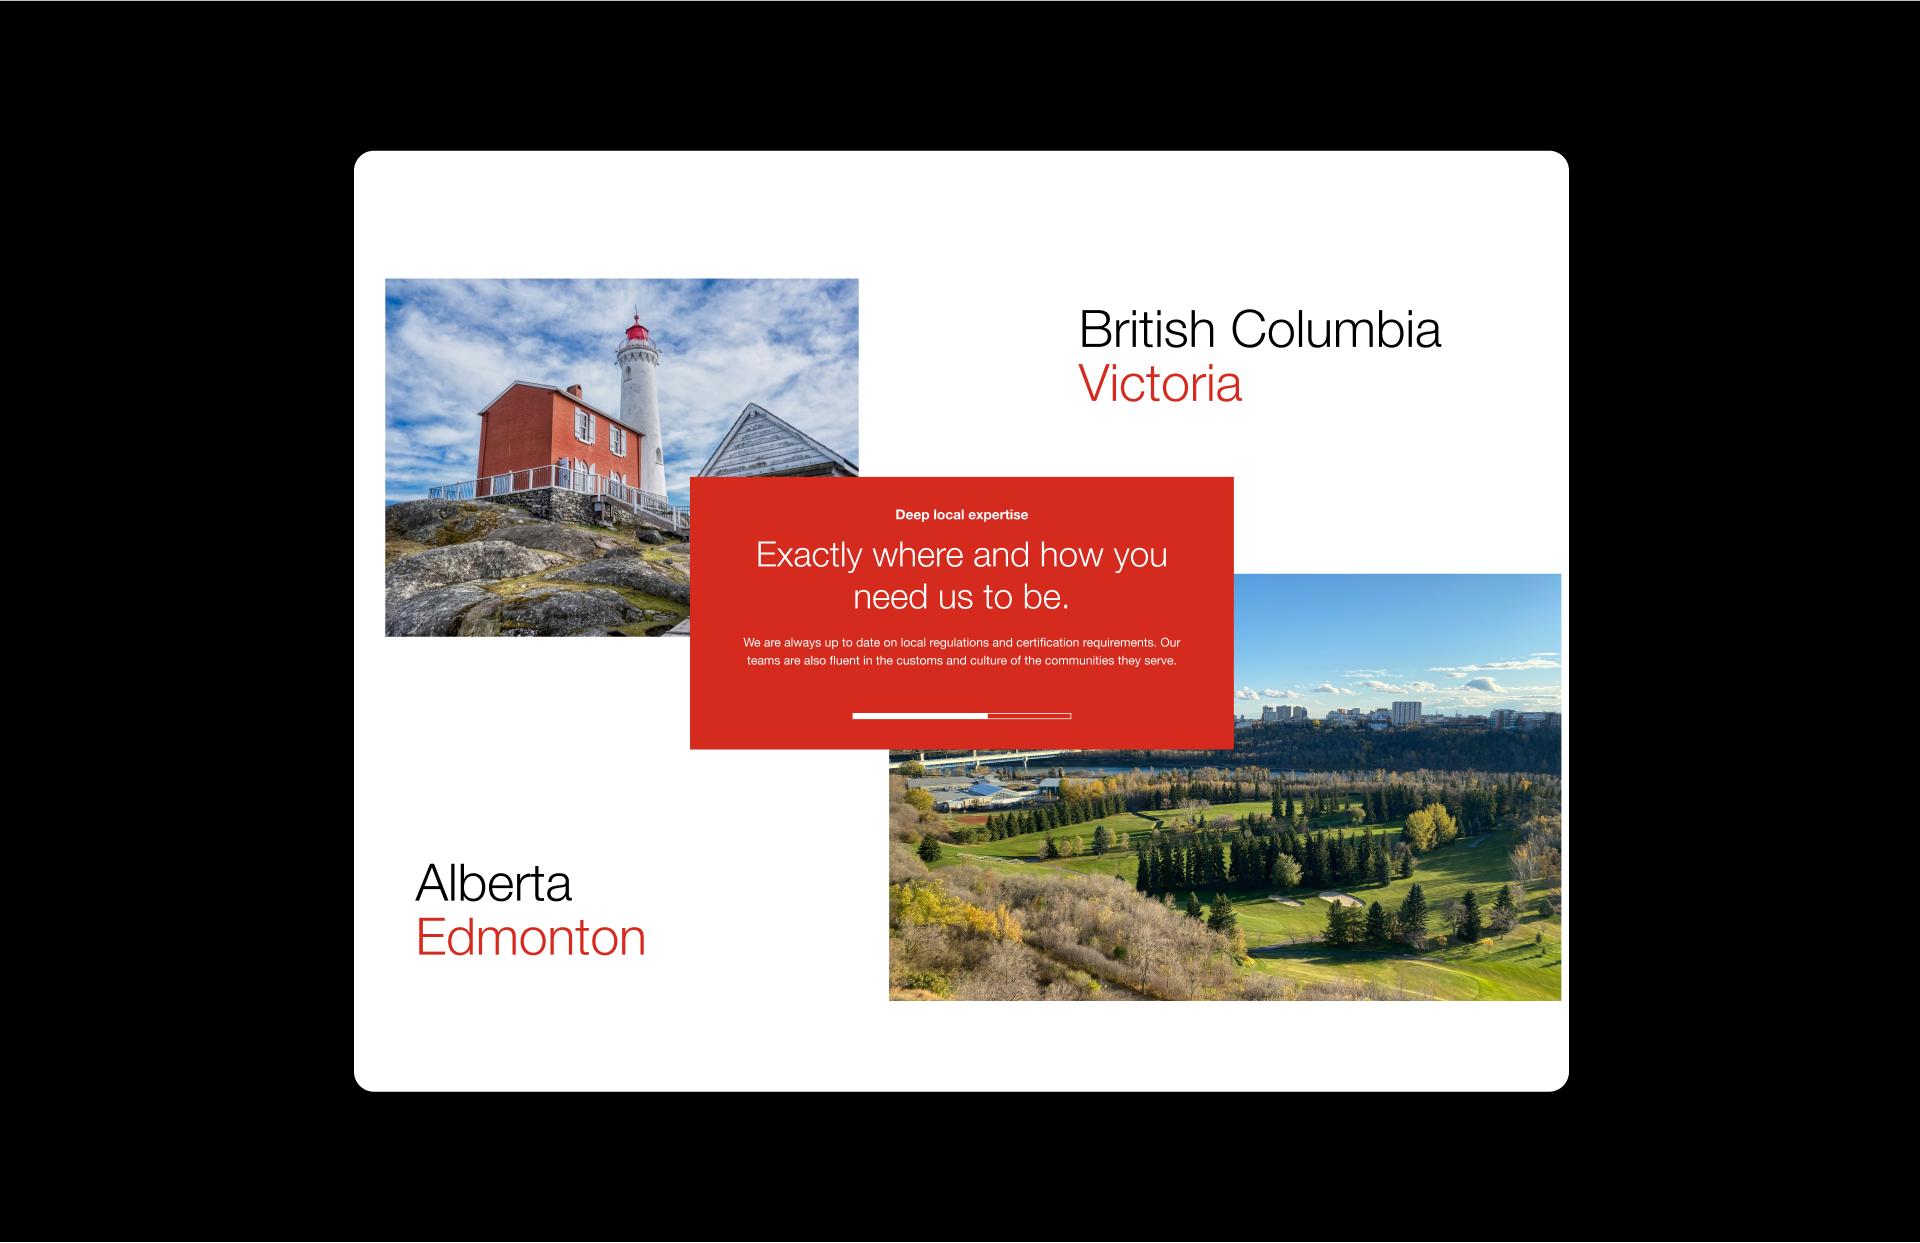 British Columbia
Victoria
Deep local expertise
Exactly where and how you
need us to be.
We are always up to date on local regulations and certification requirements. Our
teams are also fluent in the customs and culture of the communities they serve.
Alberta
Edmonton